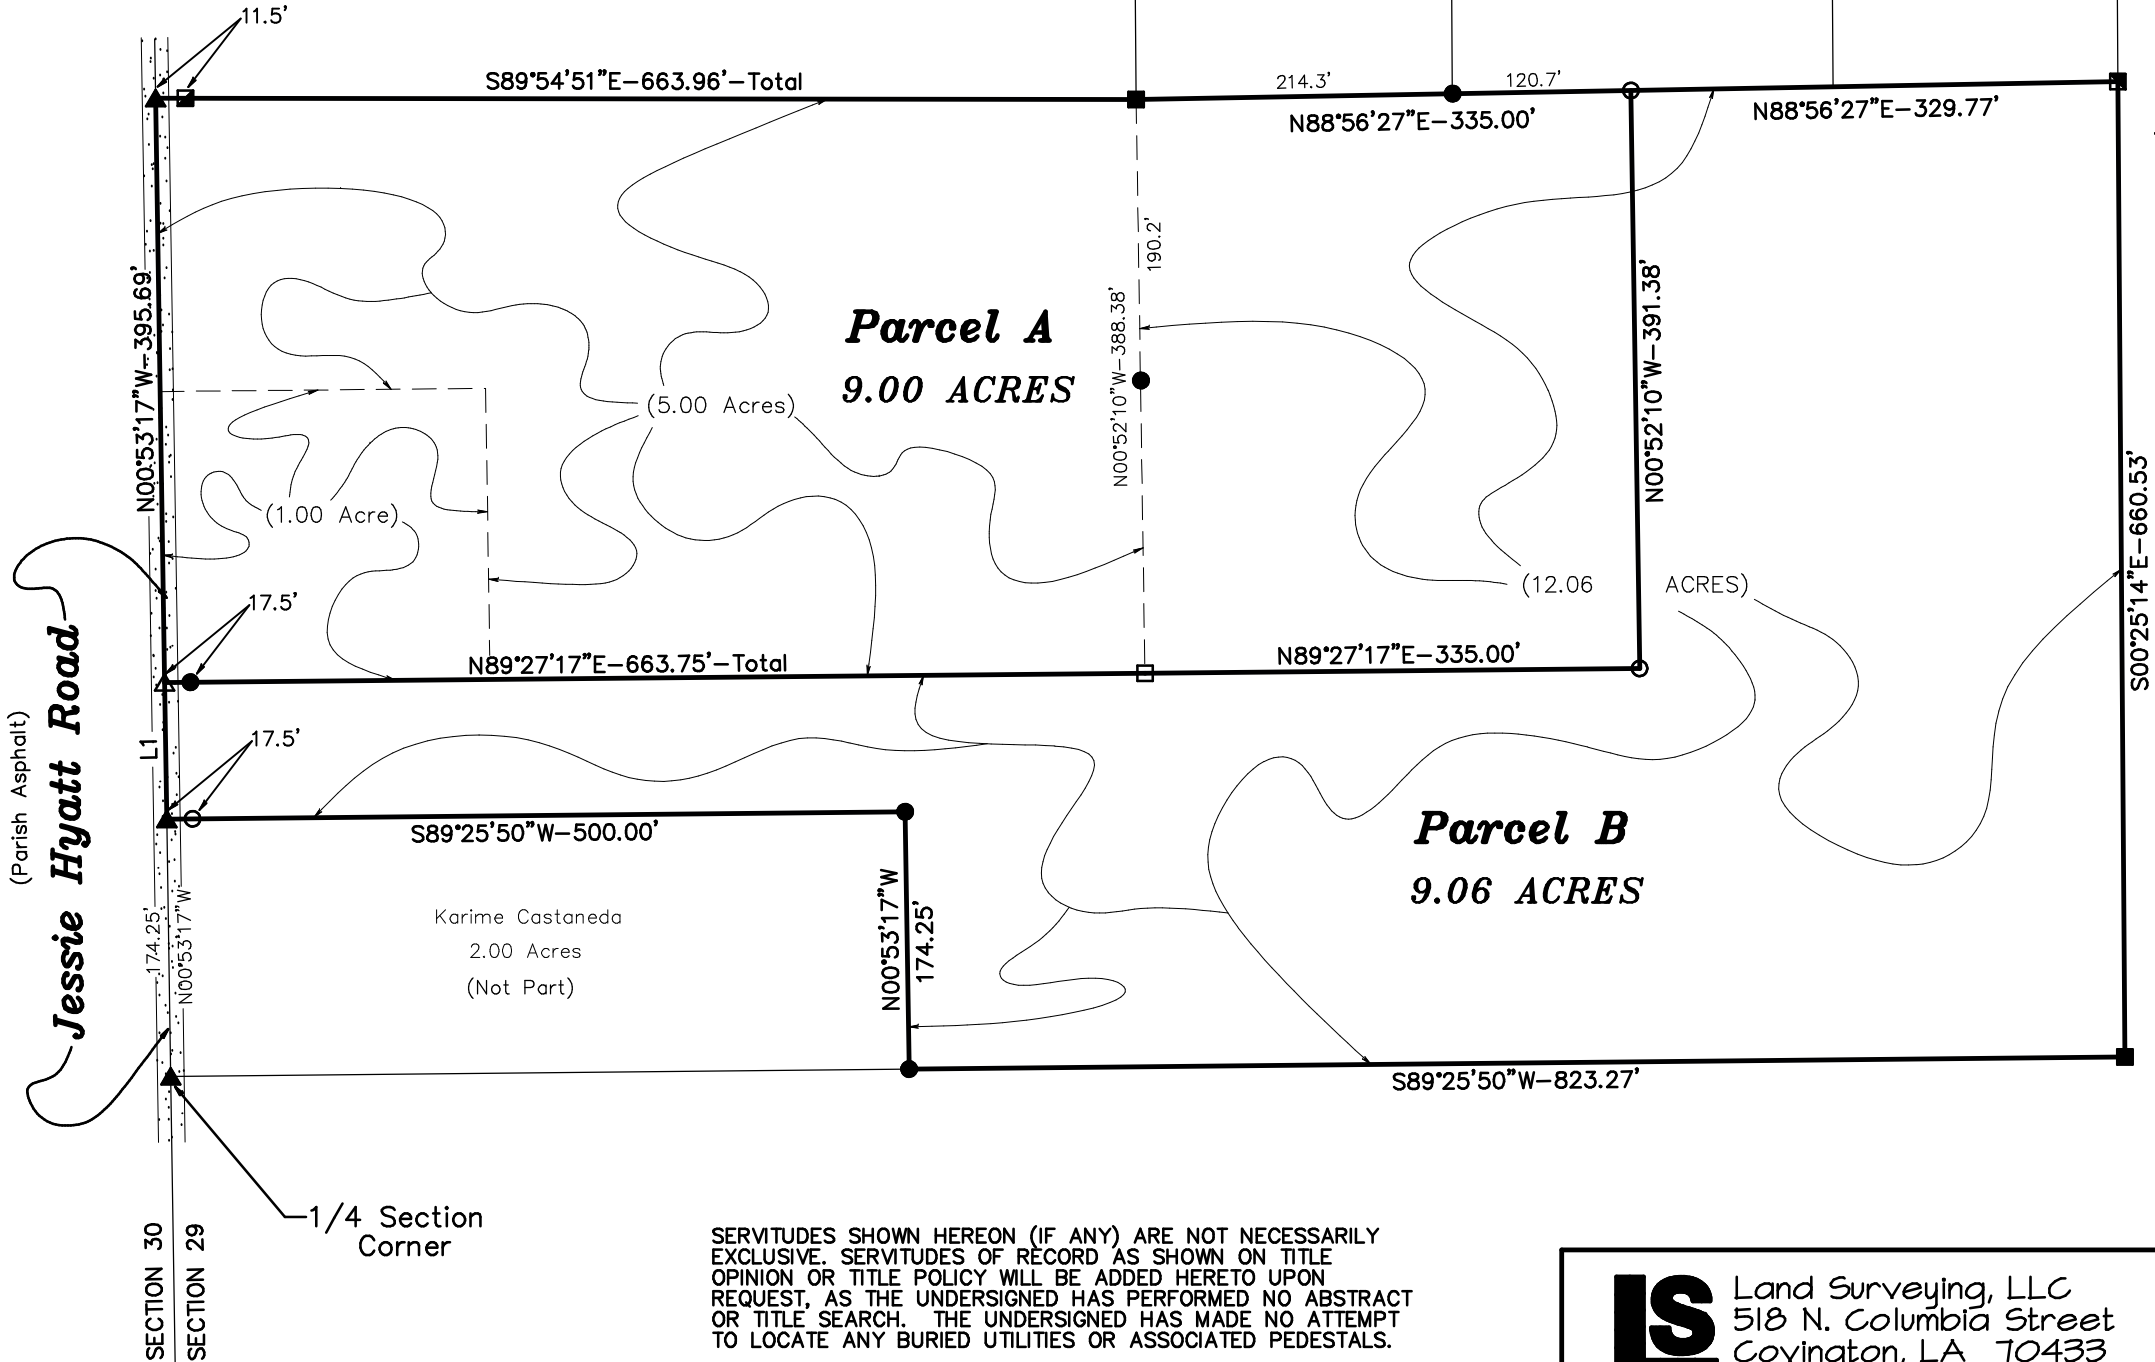 11.5'
S89°54'51"E-663.96'-Total
214.3'
120.7'
N88°56'27"E-335.00'
N88°56'27"E-329.77'
N00°53'17"W-395.69'
190.2'
N00°52'10"W-388.38'
N00°52'10"W-391.38'
Parcel A
9.00 ACRES
(5.00 Acres)
(1.00 Acre)
(12.06 ACRES)
S00°25'14"E-660.53'
17.5'
N89°27'17"E-663.75'-Total
N89°27'17"E-335.00'
Jessie Hyatt Road
(Parish Asphalt)
L1
17.5'
S89°25'50"W-500.00'
Parcel B
9.06 ACRES
174.25'
N00°53'17"W
Karime Castaneda
2.00 Acres
(Not Part)
N00°53'17"W
174.25'
S89°25'50"W-823.27'
1/4 Section
Corner
SECTION 30
SECTION 29
SERVITUDES SHOWN HEREON (IF ANY) ARE NOT NECESSARILY
EXCLUSIVE. SERVITUDES OF RECORD AS SHOWN ON TITLE
OPINION OR TITLE POLICY WILL BE ADDED HERETO UPON
REQUEST, AS THE UNDERSIGNED HAS PERFORMED NO ABSTRACT
OR TITLE SEARCH. THE UNDERSIGNED HAS MADE NO ATTEMPT
TO LOCATE ANY BURIED UTILITIES OR ASSOCIATED PEDESTALS.
LS
Land Surveying, LLC
518 N. Columbia Street
Covington, LA 70433